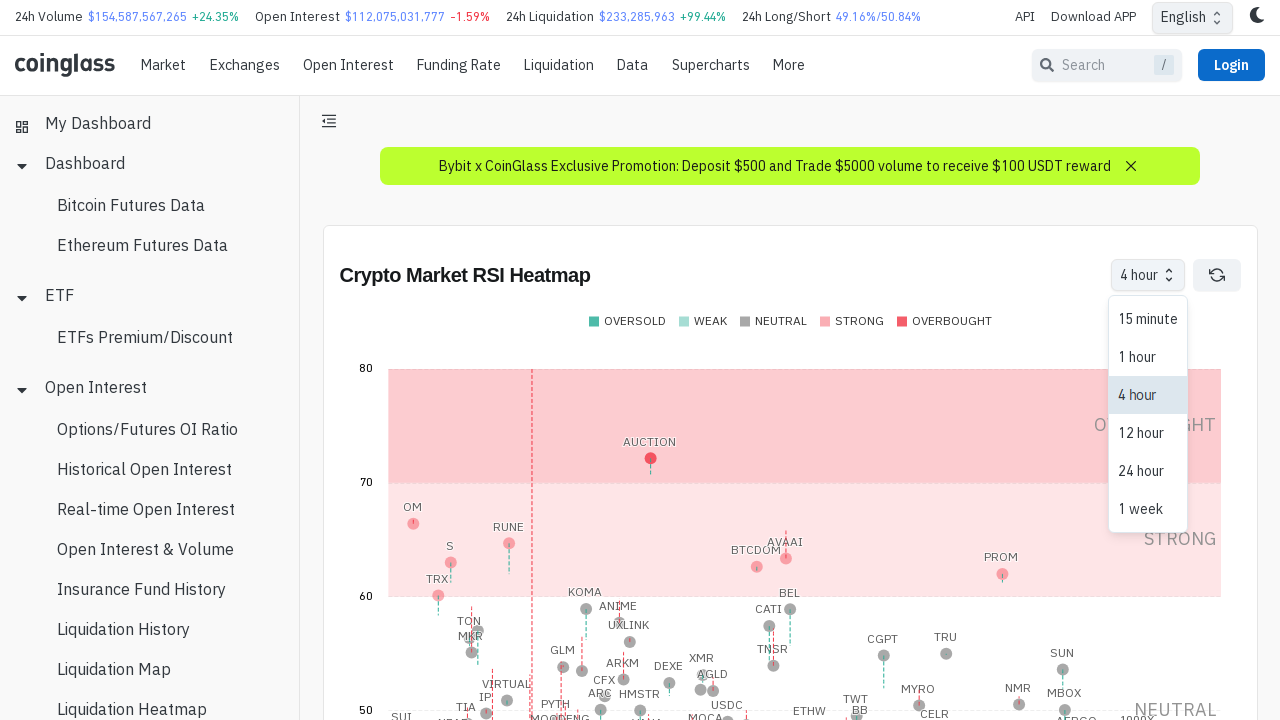 24h Volume $154,587,567,265 +24.35% Open Interest $112,075,031,777 -1.59% 24h Liquidation $233,285,963 +99.44% 24h Long/Short 49.16%/50.84% API Download APP English
coinglass Market Exchanges Open Interest Funding Rate Liquidation Data Supercharts More Search / Login
My Dashboard
Dashboard
Bitcoin Futures Data
Ethereum Futures Data
ETF
ETFs Premium/Discount
Open Interest
Options/Futures OI Ratio
Historical Open Interest
Real-time Open Interest
Open Interest & Volume
Insurance Fund History
Liquidation History
Liquidation Map
Liquidation Heatmap
Bybit x CoinGlass Exclusive Promotion: Deposit $500 and Trade $5000 volume to receive $100 USDT reward
Crypto Market RSI Heatmap
4 hour
15 minute
1 hour
4 hour
12 hour
24 hour
1 week
OVERSOLD WEAK NEUTRAL STRONG OVERBOUGHT
80
AUCTION
70
OM
RUNE
STRONG
AVAAI
S
BTCDOM
PROM
TRX
60
KOMA
BEL
ANIME
CATI
TON
UXLINK
MKR
CGPT
TRU
GLM
TNSR
SUN
XMR
ARKM
DEXE
AGLD
CFX
VIRTUAL
MYRO
NMR
ARC
HMSTR
MBOX
IP
TWT
PYTH
USDC
TIA
50
ETHW
BB
NEUTRAL
CELR
SUI